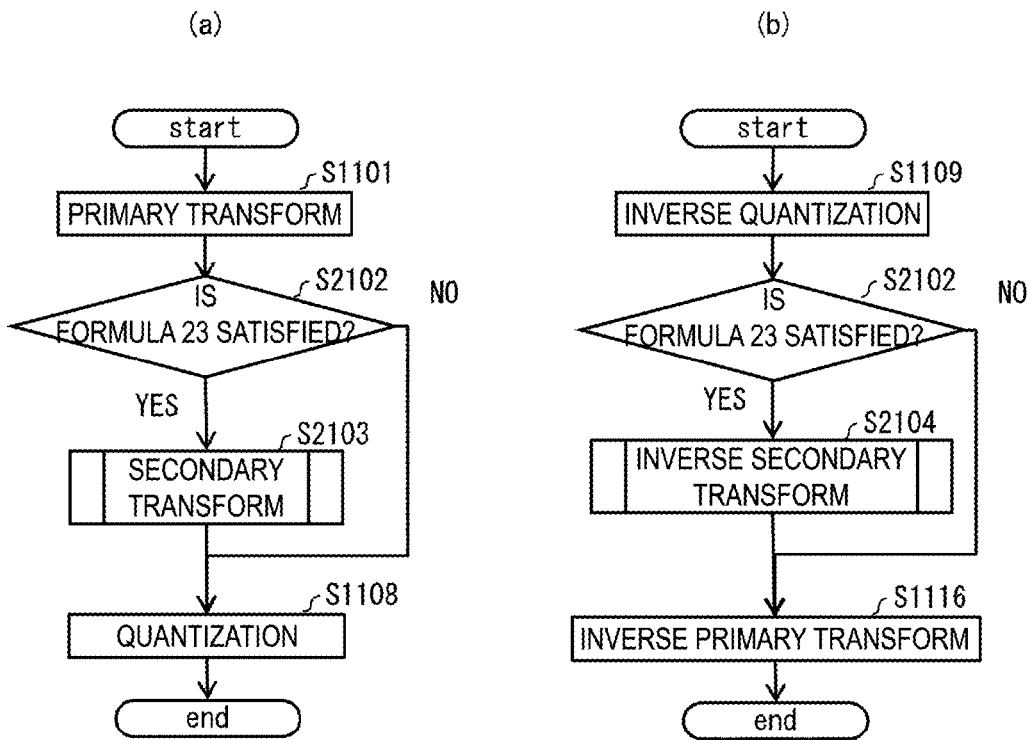 (a)
start
S1101
PRIMARY TRANSFORM
S2102
NO
IS
FORMULA 23 SATISFIED?
YES
S2103
SECONDARY
TRANSFORM
S1108
QUANTIZATION
end
(b)
start
S1109
INVERSE QUANTIZATION
S2102
NO
IS
FORMULA 23 SATISFIED?
YES
S2104
INVERSE SECONDARY
TRANSFORM
S1116
INVERSE PRIMARY TRANSFORM
end